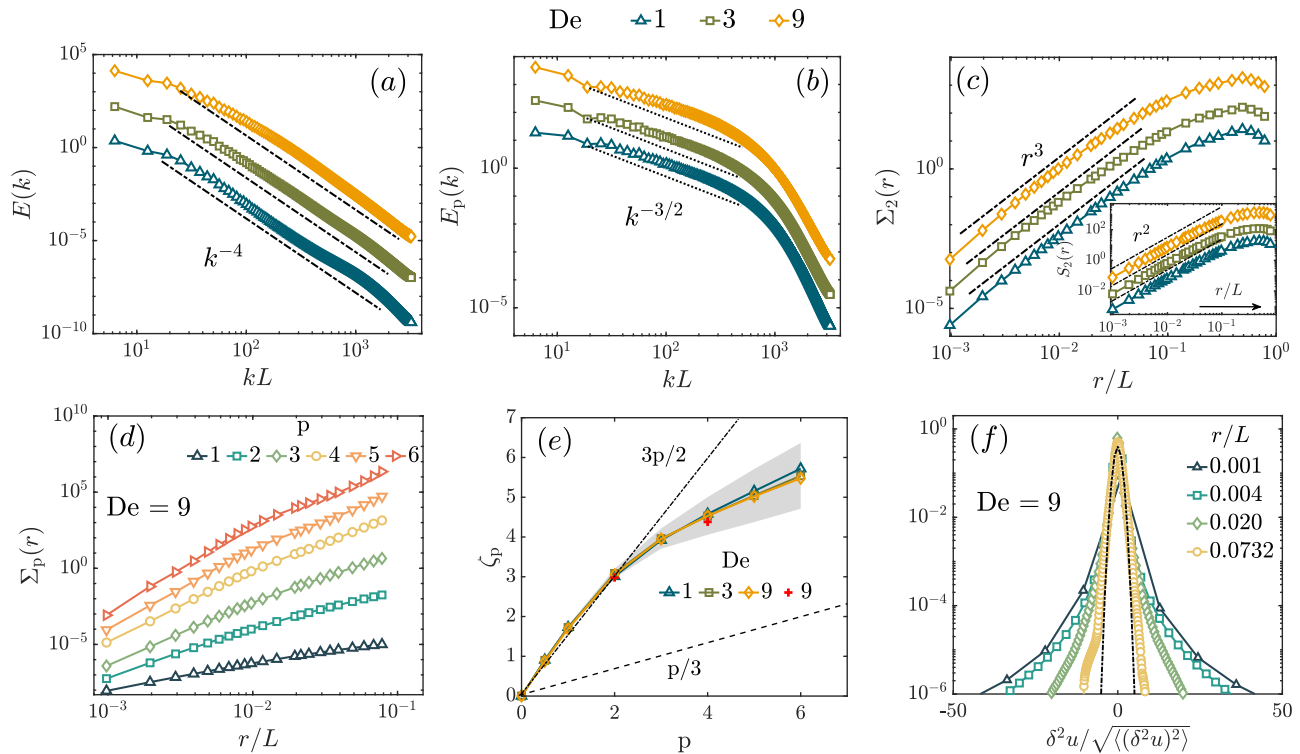 De 1 3 9
(a)
E(k)
10^5
10^0
10^-5
10^-10
k^-4
10^1 10^2 10^3
kL
(b)
E_p(k)
10^0
10^-5
k^-3/2
10^1 10^2 10^3
kL
(c)
Σ_2(r)
10^0
10^-5
r^3
10^-3 10^-2 10^-1 10^0
r/L
S_2(r)
10^2
10^0
10^-2
r^2
r/L
10^-3 10^-2 10^-1 10^0
(d)
p
1 2 3 4 5 6
De = 9
Σ_p(r)
10^10
10^5
10^0
10^-5
10^-3 10^-2 10^-1
r/L
(e)
ζ_p
7
6
5
4
3
2
1
0
3p/2
De
1 3 9 9
p/3
0 2 4 6
p
(f)
r/L
0.001
0.004
0.020
0.0732
De = 9
10^0
10^-2
10^-4
10^-6
-50 0 50
δ^2u/√⟨(δ^2u)^2⟩